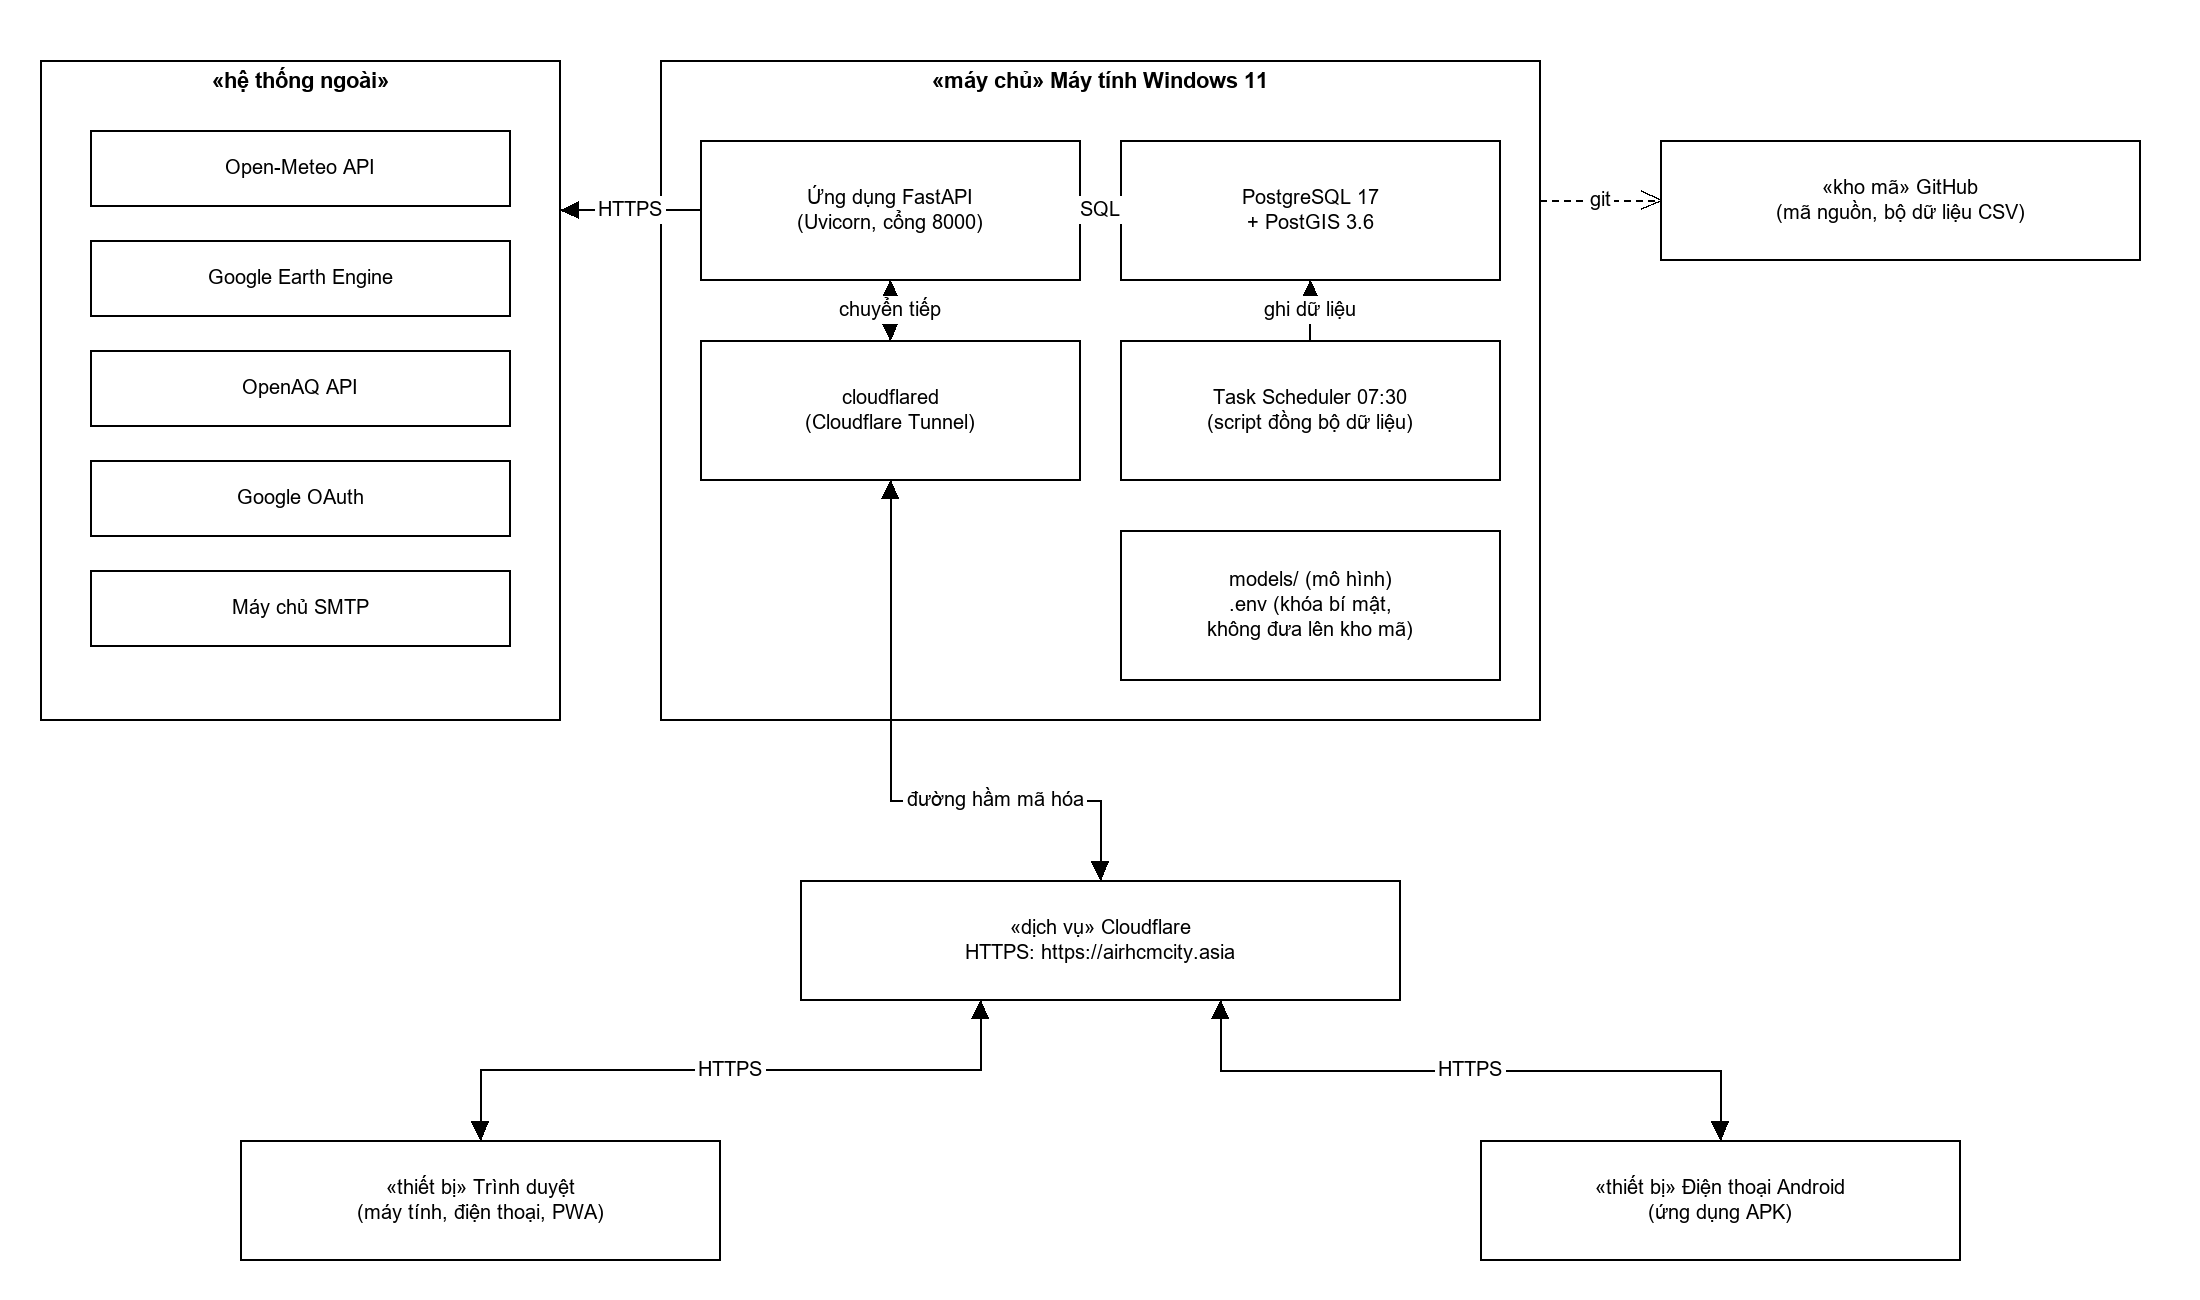 «hệ thống ngoài»
Open-Meteo API
Google Earth Engine
OpenAQ API
Google OAuth
Máy chủ SMTP
HTTPS
«máy chủ» Máy tính Windows 11
Ứng dụng FastAPI
(Uvicorn, cổng 8000)
SQL
PostgreSQL 17
+ PostGIS 3.6
chuyển tiếp
ghi dữ liệu
cloudflared
(Cloudflare Tunnel)
Task Scheduler 07:30
(script đồng bộ dữ liệu)
models/ (mô hình)
.env (khóa bí mật,
không đưa lên kho mã)
git
«kho mã» GitHub
(mã nguồn, bộ dữ liệu CSV)
đường hầm mã hóa
«dịch vụ» Cloudflare
HTTPS: https://airhcmcity.asia
HTTPS
HTTPS
«thiết bị» Trình duyệt
(máy tính, điện thoại, PWA)
«thiết bị» Điện thoại Android
(ứng dụng APK)